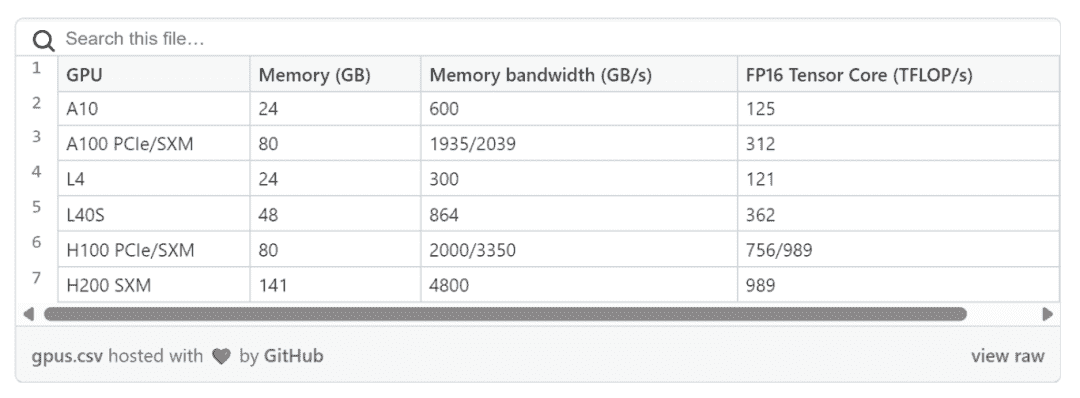 Search this file…
1 GPU Memory (GB) Memory bandwidth (GB/s) FP16 Tensor Core (TFLOP/s)
2 A10 24 600 125
3 A100 PCIe/SXM 80 1935/2039 312
4 L4 24 300 121
5 L40S 48 864 362
6 H100 PCIe/SXM 80 2000/3350 756/989
7 H200 SXM 141 4800 989
gpus.csv hosted with ❤ by GitHub view raw